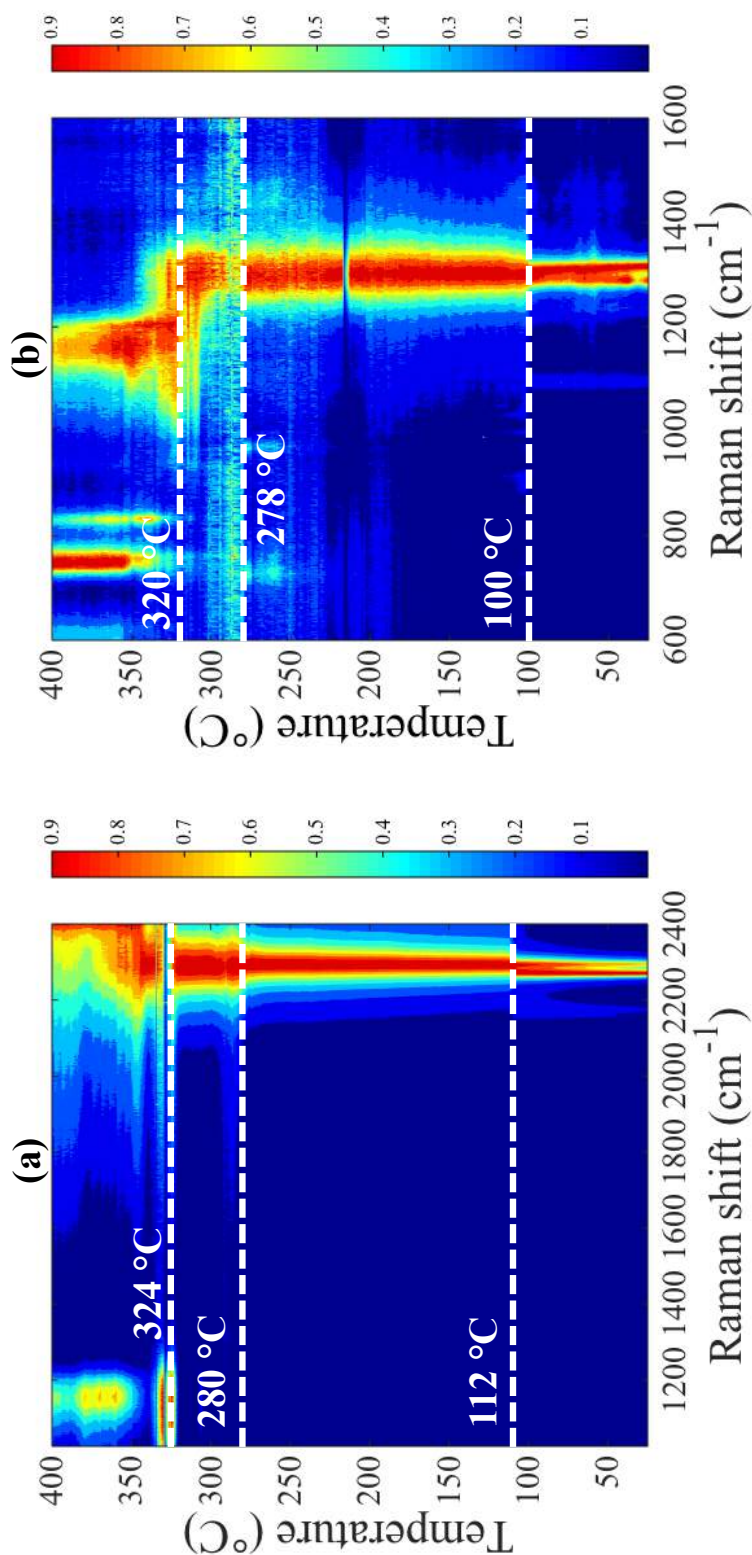 (a)
400
350
300
250
200
150
100
50
Temperature (°C)
324 °C
280 °C
112 °C
1200 1400 1600 1800 2000 2200 2400
Raman shift (cm-1)
0.9
0.8
0.7
0.6
0.5
0.4
0.3
0.2
0.1
(b)
400
350
300
250
200
150
100
50
Temperature (°C)
320 °C
278 °C
100 °C
600 800 1000 1200 1400 1600
Raman shift (cm-1)
0.9
0.8
0.7
0.6
0.5
0.4
0.3
0.2
0.1